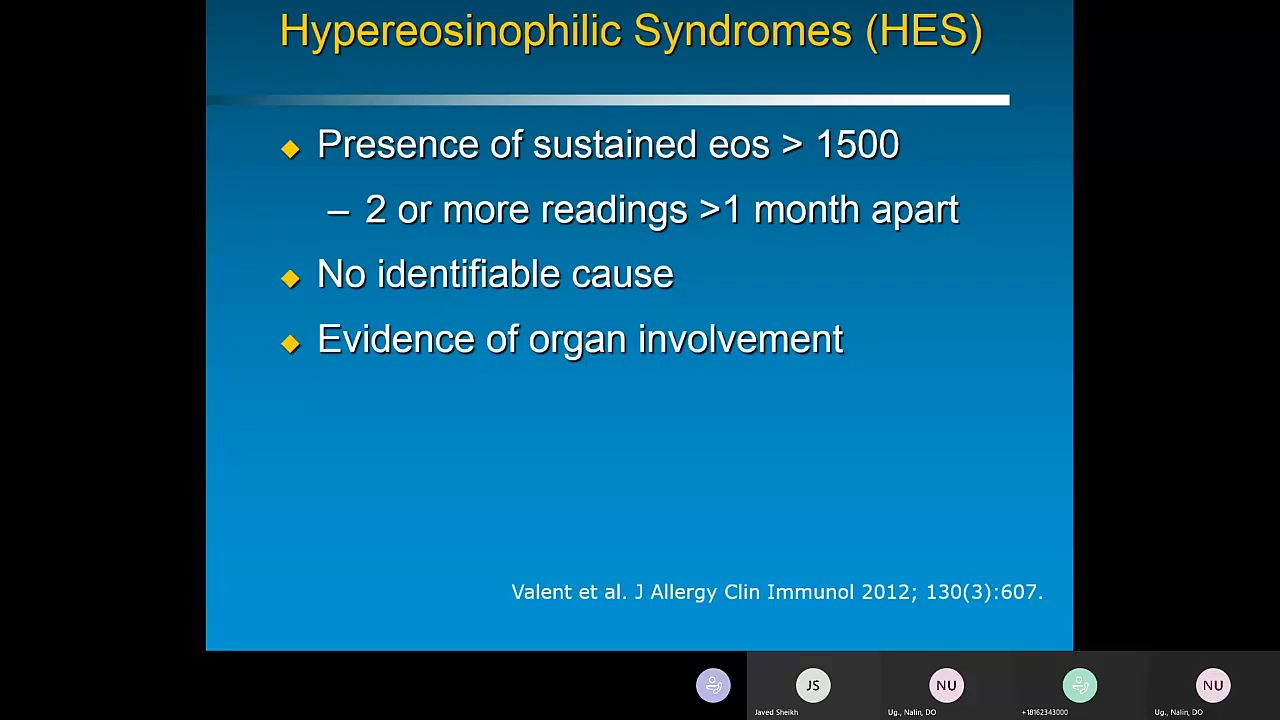 Hypereosinophilic Syndromes (HES)
Presence of sustained eos > 1500
– 2 or more readings >1 month apart
No identifiable cause
Evidence of organ involvement
Valent et al. J Allergy Clin Immunol 2012; 130(3):607.
JS
NU
NU
Javed Sheikh
Ug., Nalin, DO
+18162343000
Ug., Nalin, DO